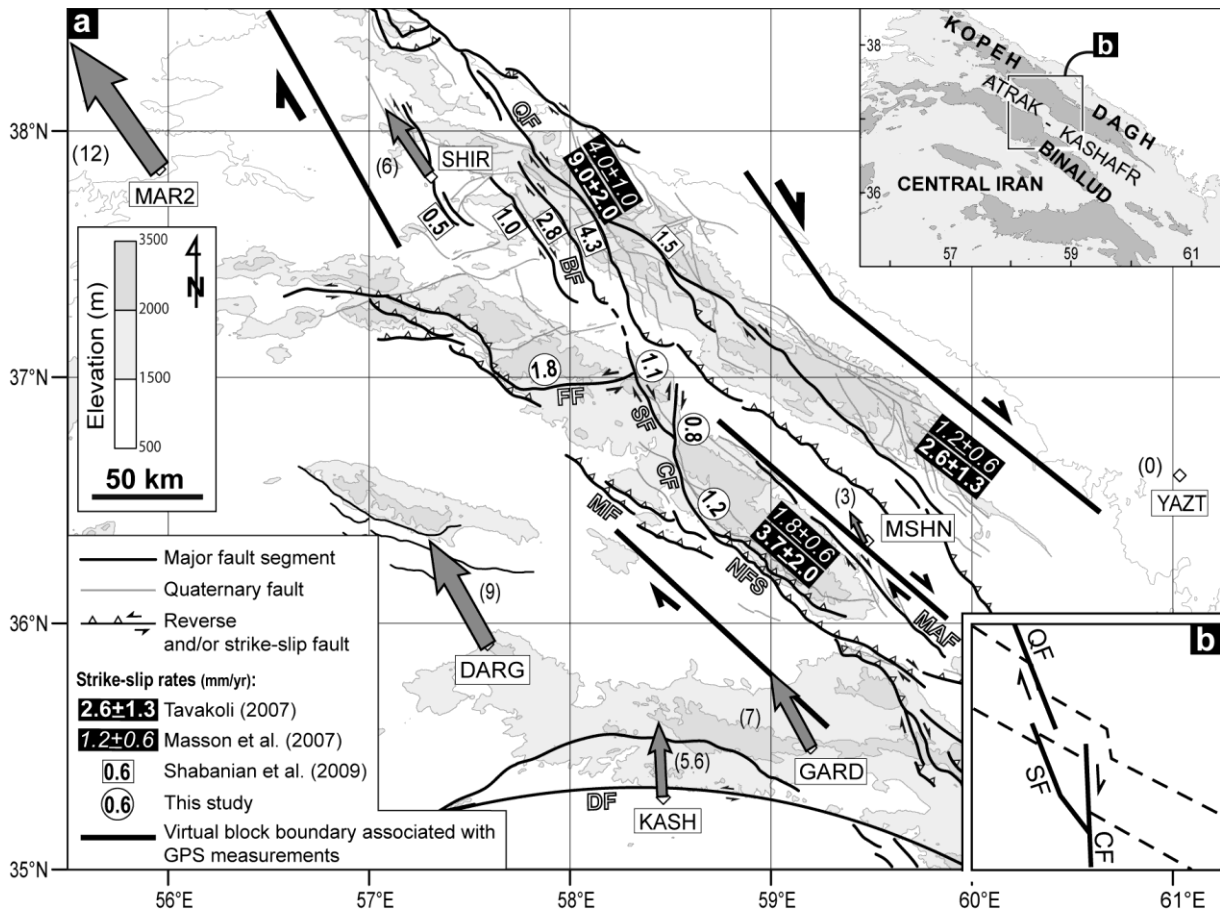 a
38°N
37°N
36°N
35°N
56°E
57°E
58°E
59°E
60°E
61°E
(12)
MAR2
(6)
SHIR
QF
4.0±1.0
9.0±2.0
0.5
1.0
2.8
4.3
1.5
BF
1.8
1.1
FF
SF
0.8
CF
1.2
MF
NFS
1.8±0.6
3.7±2.0
(3)
MSHN
MAF
1.2±0.6
2.6±1.3
(0)
YAZT
(9)
DARG
(7)
GARD
(5.6)
KASH
DF
N
Elevation (m)
3500
2000
1500
500
50 km
Major fault segment
Quaternary fault
Reverse
and/or strike-slip fault
Strike-slip rates (mm/yr):
2.6±1.3 Tavakoli (2007)
1.2±0.6 Masson et al. (2007)
0.6 Shabanian et al. (2009)
0.6 This study
Virtual block boundary associated with
GPS measurements
KOPEH
DAGH
ATRAK - KASHAFR
BINALUD
CENTRAL IRAN
b
38
36
57
59
61
b
QF
SF
CF